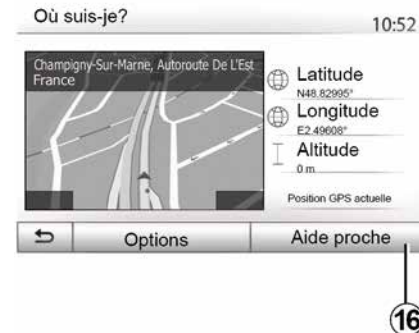 Où suis-je?
10:52
Champigny-Sur-Marne, Autoroute De L'Est
France
Latitude
N48.82995°
Longitude
E2.49608°
Altitude
0 m
Position GPS actuelle
Options
Aide proche
16